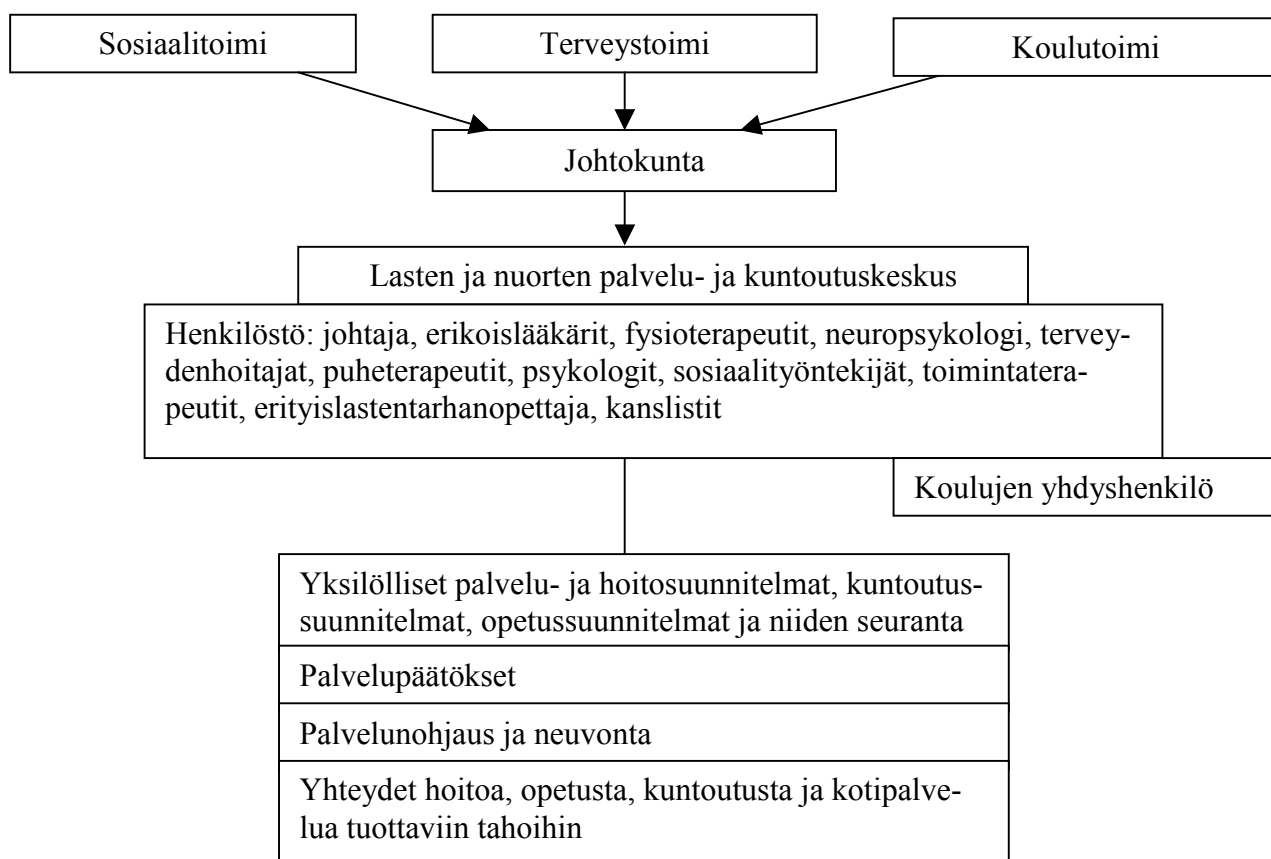 Sosiaalitoimi
Terveystoimi
Koulutoimi
Johtokunta
Lasten ja nuorten palvelu- ja kuntoutuskeskus
Henkilöstö: johtaja, erikoislääkärit, fysioterapeutit, neuropsykologi, tervey-
denhoitajat, puheterapeutit, psykologit, sosiaalityöntekijät, toimintatera-
peutit, erityislastentarhanopettaja, kanslistit
Koulujen yhdyshenkilö
Yksilölliset palvelu- ja hoitosuunnitelmat, kuntoutus-
suunnitelmat, opetussuunnitelmat ja niiden seuranta
Palvelupäätökset
Palvelunohjaus ja neuvonta
Yhteydet hoitoa, opetusta, kuntoutusta ja kotipalve-
lua tuottaviin tahoihin